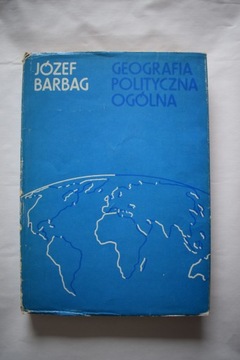 JÓZEF
BARBAG
GEOGRAFIA
POLITYCZNA
OGÓLNA